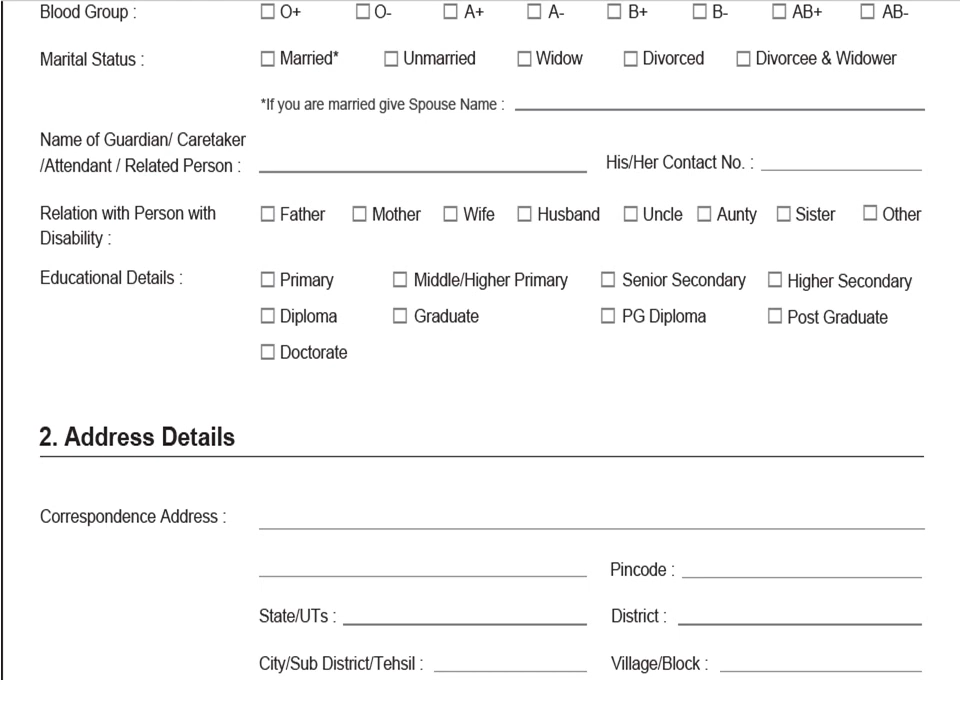 Blood Group : O+ O- A+ A- B+ B- AB+ AB-
Marital Status : Married* Unmarried Widow Divorced Divorcee & Widower
*If you are married give Spouse Name :
Name of Guardian/ Caretaker
/Attendant / Related Person : His/Her Contact No. :
Relation with Person with Father Mother Wife Husband Uncle Aunty Sister Other
Disability :
Educational Details : Primary Middle/Higher Primary Senior Secondary Higher Secondary
Diploma Graduate PG Diploma Post Graduate
Doctorate
2. Address Details
Correspondence Address :
Pincode :
State/UTs : District :
City/Sub District/Tehsil : Village/Block :